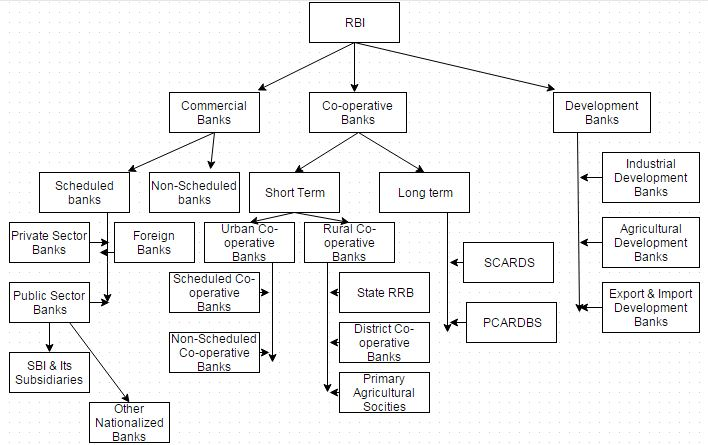 RBI
Commercial
Banks
Co-operative
Banks
Development
Banks
Scheduled
banks
Non-Scheduled
banks
Short Term
Long term
Industrial
Development
Banks
Private Sector
Banks
Foreign
Banks
Urban Co-
operative Banks
Rural Co-
operative Banks
Agricultural
Development
Banks
SCARDS
Scheduled Co-
operative
Banks
State RRB
Public Sector
Banks
Export & Import
Development
Banks
PCARDBS
Non-Scheduled
Co-operative
Banks
District Co-
operative
Banks
SBI & Its
Subsidiaries
Primary
Agricultural
Socities
Other
Nationalized
Banks